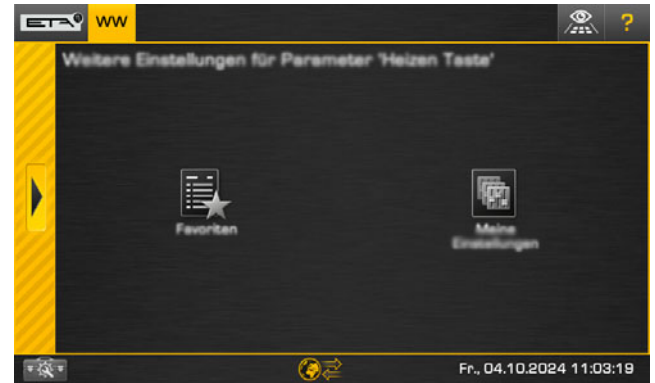 ETA WW ?
Weitere Einstellungen für Parameter 'Heizen Taste'
Favoriten
Meine
Einstellungen
Fr., 04.10.2024 11:03:19